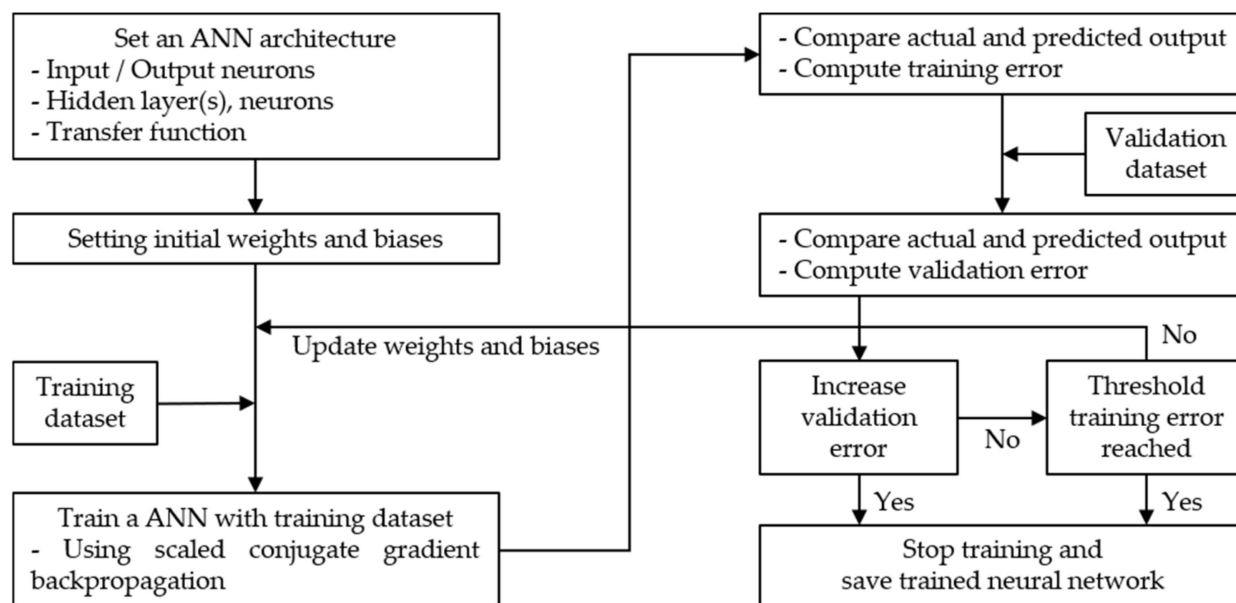 Set an ANN architecture
- Input / Output neurons
- Hidden layer(s), neurons
- Transfer function
Setting initial weights and biases
Update weights and biases
Training
dataset
Train a ANN with training dataset
- Using scaled conjugate gradient
backpropagation
- Compare actual and predicted output
- Compute training error
Validation
dataset
- Compare actual and predicted output
- Compute validation error
Increase
validation
error
No
Threshold
training error
reached
No
Yes
Yes
Stop training and
save trained neural network